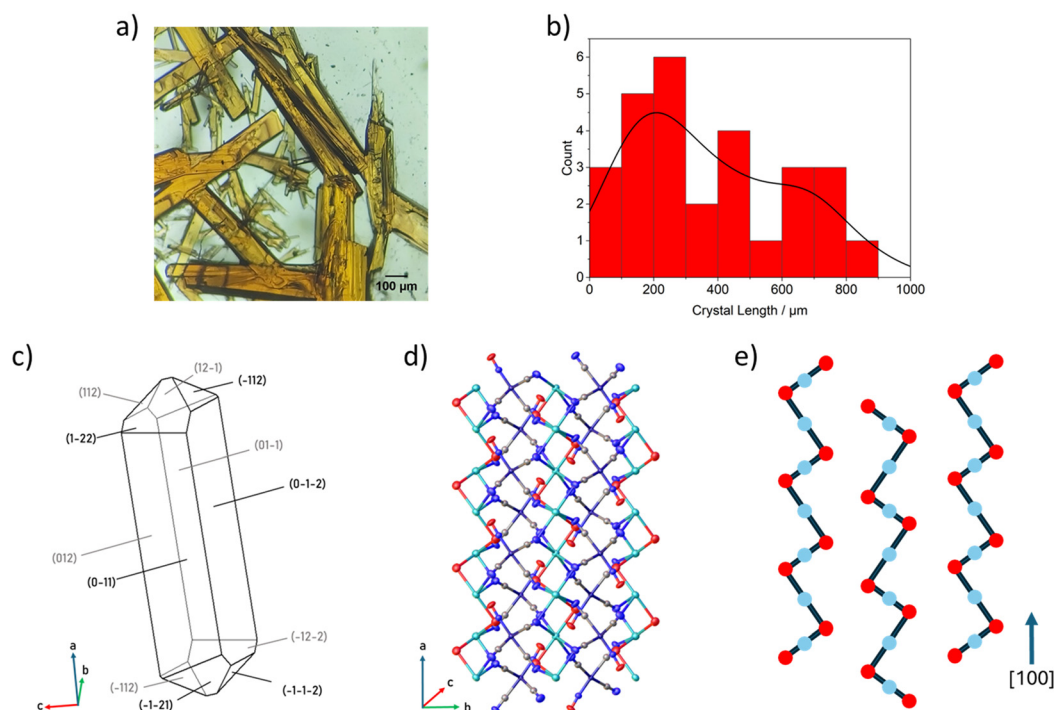 a)
100 µm
b)
Count
6
5
4
3
2
1
0
0
200
400
600
800
1000
Crystal Length / µm
c)
(12-1)
(112)
(-112)
(1-22)
(01-1)
(0-1-2)
(012)
(0-11)
(-12-2)
(-112)
(-1-21)
(-1-1-2)
a
b
c
d)
a
c
b
e)
[100]